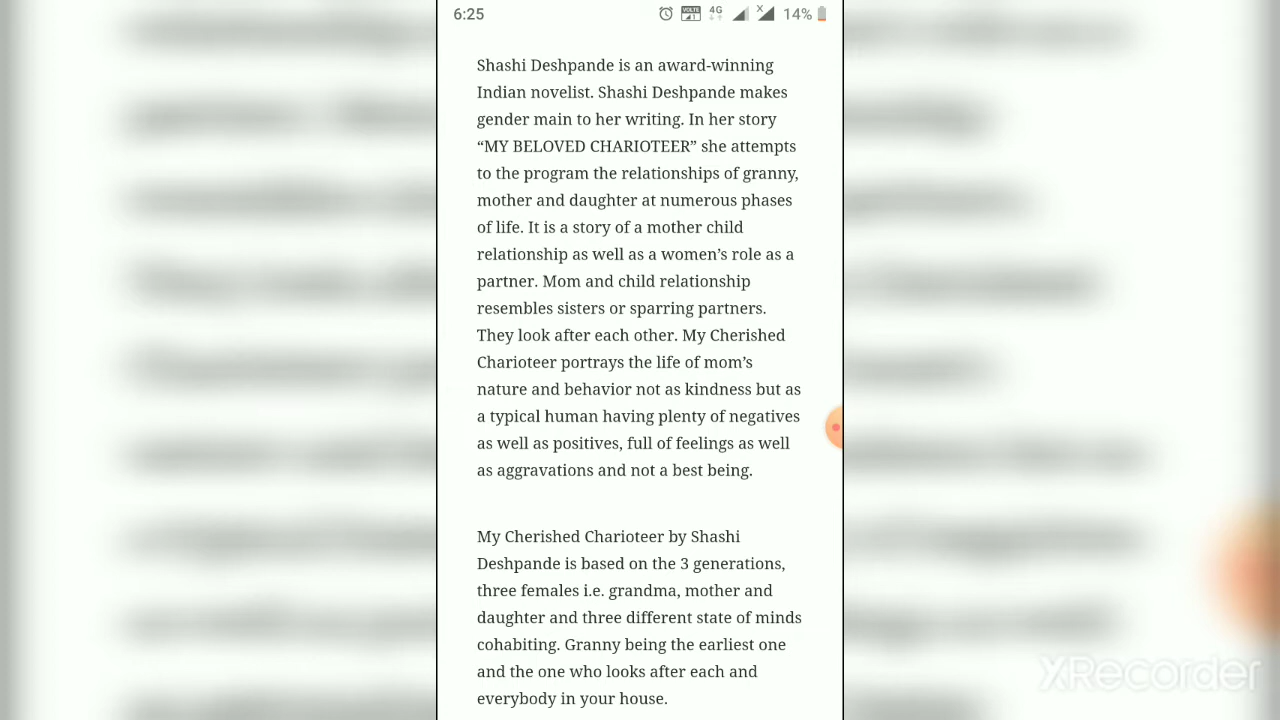 6:25
VOLTE
1
4G
X
14%
Shashi Deshpande is an award-winning
Indian novelist. Shashi Deshpande makes
gender main to her writing. In her story
“MY BELOVED CHARIOTEER” she attempts
to the program the relationships of granny,
mother and daughter at numerous phases
of life. It is a story of a mother child
relationship as well as a women’s role as a
partner. Mom and child relationship
resembles sisters or sparring partners.
They look after each other. My Cherished
Charioteer portrays the life of mom’s
nature and behavior not as kindness but as
a typical human having plenty of negatives
as well as positives, full of feelings as well
as aggravations and not a best being.
My Cherished Charioteer by Shashi
Deshpande is based on the 3 generations,
three females i.e. grandma, mother and
daughter and three different state of minds
cohabiting. Granny being the earliest one
and the one who looks after each and
everybody in your house.
XRecorder